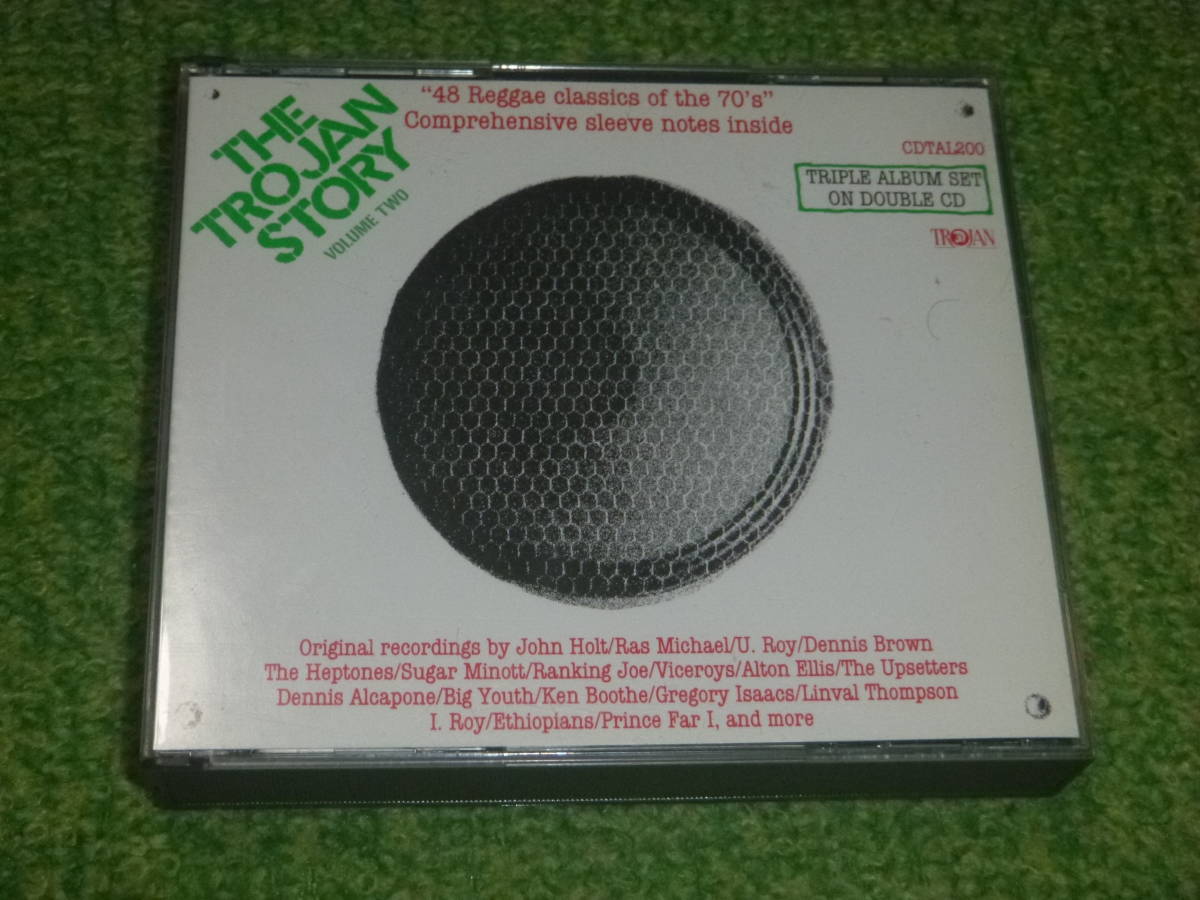 THE
TROJAN
STORY
VOLUME TWO
"48 Reggae classics of the 70's"
Comprehensive sleeve notes inside
CDTAL200
TRIPLE ALBUM SET
ON DOUBLE CD
TROJAN
Original recordings by John Holt/Ras Michael/U. Roy/Dennis Brown
The Heptones/Sugar Minott/Ranking Joe/Viceroys/Alton Ellis/The Upsetters
Dennis Alcapone/Big Youth/Ken Boothe/Gregory Isaacs/Linval Thompson
I. Roy/Ethiopians/Prince Far I, and more